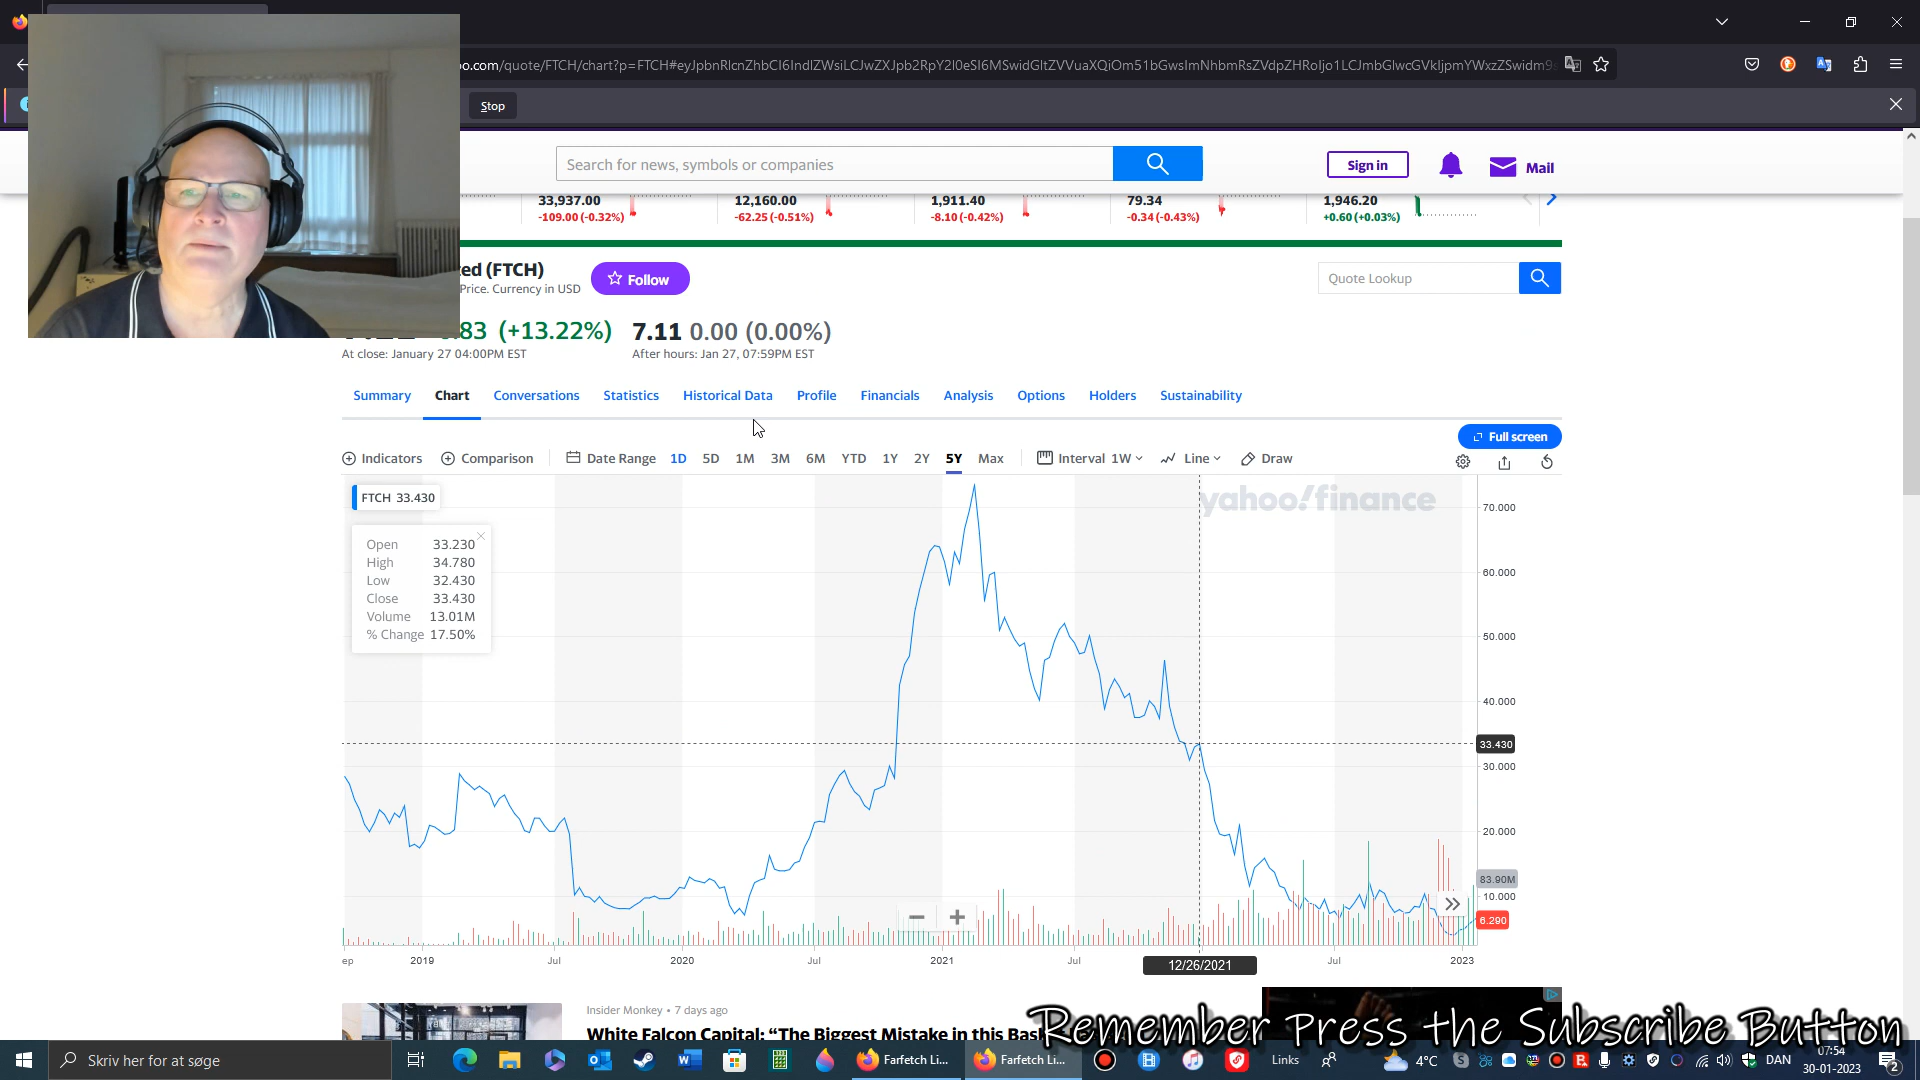 oo.com/quote/FTCH/chart?p=FTCH#eyJpbnRlcnZhbCI6IndlZWsiLCJwZXJpb2RpY2l0eSI6MSwidGltZVVuaXQiOm51bGwsImNhbmRsZVdpZHRoIjo1LCJmbGlwcGVkIjpmYWxzZSwidm9
Stop
Search for news, symbols or companies
Sign in
Mail
33,937.00
12,160.00
1,911.40
79.34
1,946.20
-109.00 (-0.32%)
-62.25 (-0.51%)
-8.10 (-0.42%)
-0.34 (-0.43%)
+0.60 (+0.03%)
ed (FTCH)
Follow
Quote Lookup
Price. Currency in USD
83 (+13.22%) 7.11 0.00 (0.00%)
At close: January 27 04:00PM EST
After hours: Jan 27, 07:59PM EST
Summary Chart Conversations Statistics Historical Data Profile Financials Analysis Options Holders Sustainability
Full screen
Indicators Comparison Date Range 1D 5D 1M 3M 6M YTD 1Y 2Y 5Y Max Interval 1W Line Draw
FTCH 33.430
yahoo!finance
Open 33.230
High 34.780
Low 32.430
Close 33.430
Volume 13.01M
% Change 17.50%
70.000
60.000
50.000
40.000
33.430
30.000
20.000
83.90M
10.000
6.290
ep 2019 Jul 2020 Jul 2021 Jul 12/26/2021 Jul 2023
Insider Monkey • 7 days ago
White Falcon Capital: “The Biggest Mistake in this Bas
Remember Press the Subscribe Button
Skriv her for at søge
Farfetch Li...
Farfetch Li...
Links
4°C
DAN
07:54
30-01-2023
2